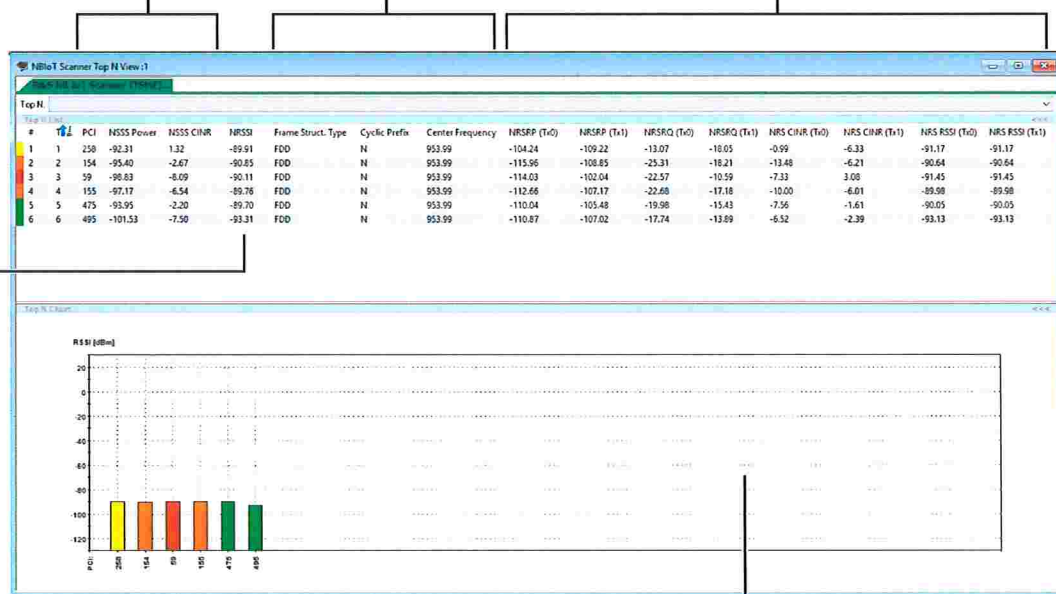 NBIoT Scanner Top N View :1
Top N
Top N List <<<
# PCI NSSS Power NSSS CINR NRSSI Frame Struct. Type Cyclic Prefix Center Frequency NRSRP (Tx0) NRSRP (Tx1) NRSRQ (Tx0) NRSRQ (Tx1) NRS CINR (Tx0) NRS CINR (Tx1) NRS RSSI (Tx0) NRS RSSI (Tx1)
1 1 258 -92.31 1.32 -89.91 FDD N 953.99 -104.24 -109.22 -13.07 -18.05 -0.99 -6.33 -91.17 -91.17
2 2 154 -95.40 -2.67 -90.85 FDD N 953.99 -115.96 -108.85 -25.31 -18.21 -13.48 -6.21 -90.64 -90.64
3 3 59 -98.83 -8.09 -90.11 FDD N 953.99 -114.03 -102.04 -22.57 -10.59 -7.33 3.08 -91.45 -91.45
4 4 155 -97.17 -6.54 -89.76 FDD N 953.99 -112.66 -107.17 -22.68 -17.18 -10.00 -6.01 -89.98 -89.98
5 5 475 -93.95 -2.20 -89.70 FDD N 953.99 -110.04 -105.48 -19.98 -15.43 -7.56 -1.61 -90.05 -90.05
6 6 495 -101.53 -7.50 -93.31 FDD N 953.99 -110.87 -107.02 -17.74 -13.89 -6.52 -2.39 -93.13 -93.13
Top N Chart <<<
RSSI [dBm]
20
0
-20
-40
-60
-80
-100
-120
PCI: 258 154 59 155 475 495